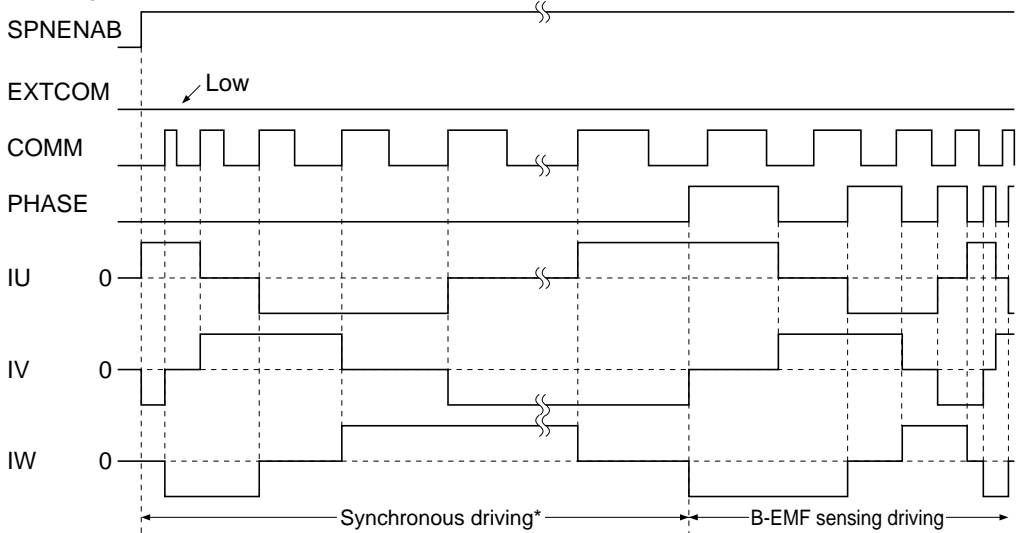 SPNENAB
EXTCOM
Low
COMM
PHASE
IU 0
IV 0
IW 0
Synchronous driving*
B-EMF sensing driving